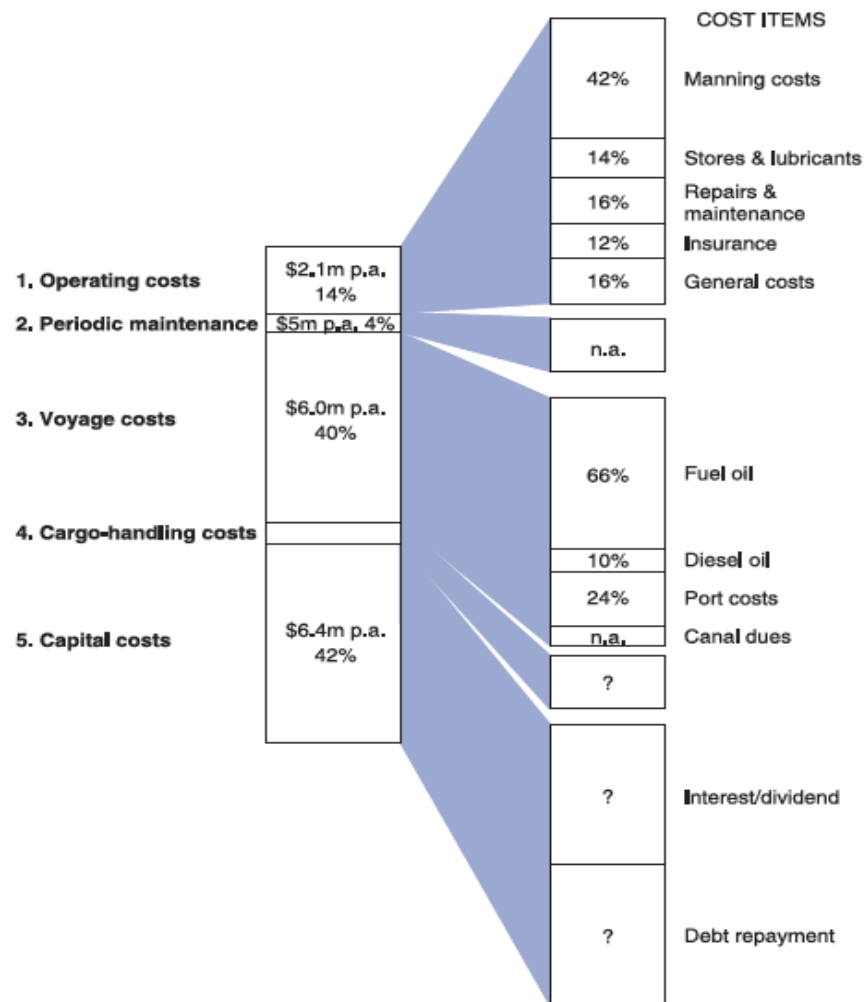 COST ITEMS
42% Manning costs
14% Stores & lubricants
16% Repairs &
maintenance
12% Insurance
16% General costs
1. Operating costs $2.1m p.a.
14%
2. Periodic maintenance $5m p.a. 4%
n.a.
3. Voyage costs $6.0m p.a.
40%
66% Fuel oil
10% Diesel oil
24% Port costs
n.a. Canal dues
4. Cargo-handling costs
?
5. Capital costs $6.4m p.a.
42%
? Interest/dividend
? Debt repayment